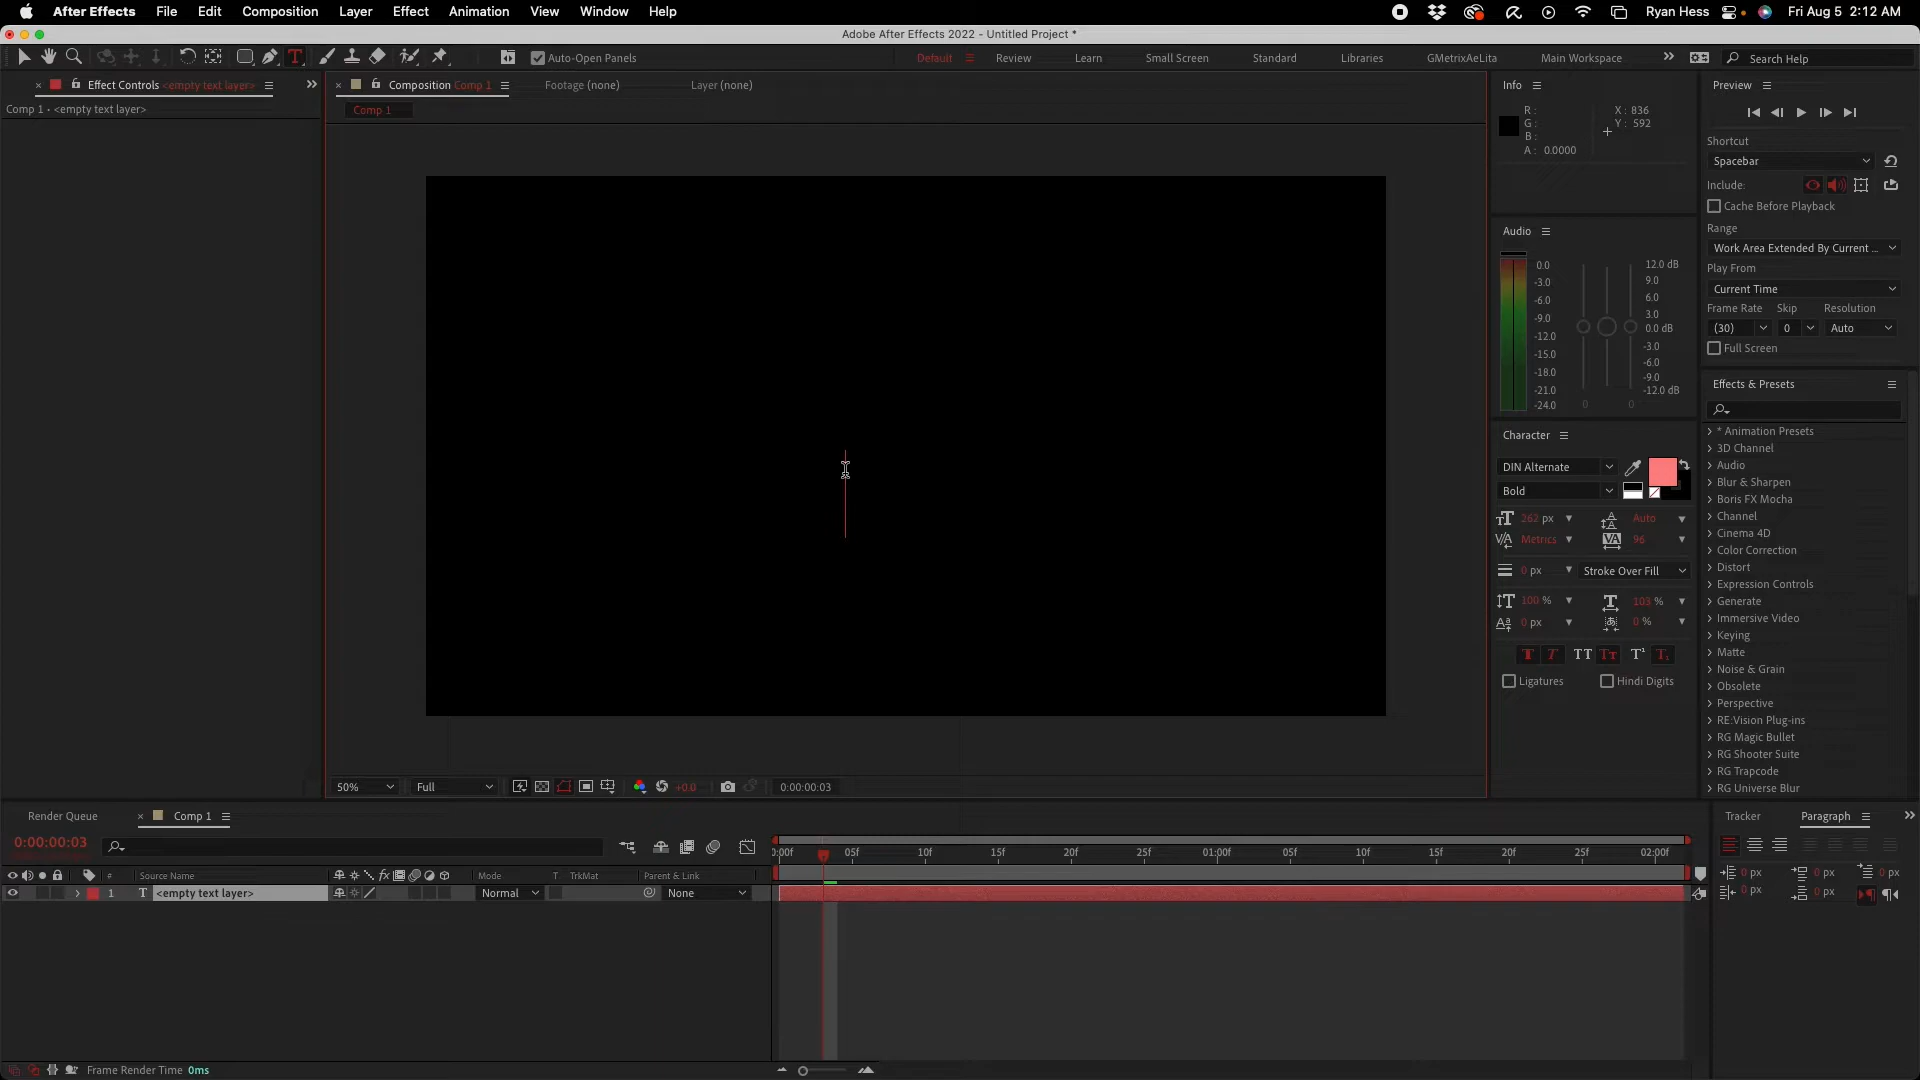 After Effects File Edit Composition Layer Effect Animation View Window Help Ryan Hess Fri Aug 5 2:12 AM
Adobe After Effects 2022 - Untitled Project *
T Auto-Open Panels Default Review Learn Small Screen Standard Libraries GMetrixAeLita Main Workspace » Search Help
× Effect Controls <empty text layer> » × Composition Comp 1 Footage (none) Layer (none) Info Preview
Comp 1 • <empty text layer> Comp 1
R : X : 836
G : Y : 592
B :
A : 0.0000
Shortcut
Spacebar
Include:
Cache Before Playback
Range
Work Area Extended By Current ...
Play From
Current Time
Frame Rate Skip Resolution
(30) 0 Auto
Full Screen
Audio
0.0 12.0 dB
-3.0 9.0
-6.0 6.0
-9.0 3.0
-12.0 0.0 dB
-15.0 -3.0
-18.0 -6.0
-21.0 -9.0
-24.0 -12.0 dB
0 0
Effects & Presets
* Animation Presets
3D Channel
Audio
Blur & Sharpen
Boris FX Mocha
Channel
Cinema 4D
Color Correction
Distort
Expression Controls
Generate
Immersive Video
Keying
Matte
Noise & Grain
Obsolete
Perspective
RE:Vision Plug-ins
RG Magic Bullet
RG Shooter Suite
RG Trapcode
RG Universe Blur
Character
DIN Alternate
Bold
262 px Auto
Metrics 96
0 px Stroke Over Fill
100 % 103 %
0 px 0 %
T T TT Tт T¹ T₁
Ligatures Hindi Digits
50% Full +0.0 0:00:00:03
Render Queue × Comp 1 Tracker Paragraph »
0:00:00:03
0:00f 05f 10f 15f 20f 25f 01:00f 05f 10f 15f 20f 25f 02:00f
# Source Name fx Mode T TrkMat Parent & Link
1 T <empty text layer> Normal None
0 px 0 px 0 px
0 px 0 px
Frame Render Time 0ms